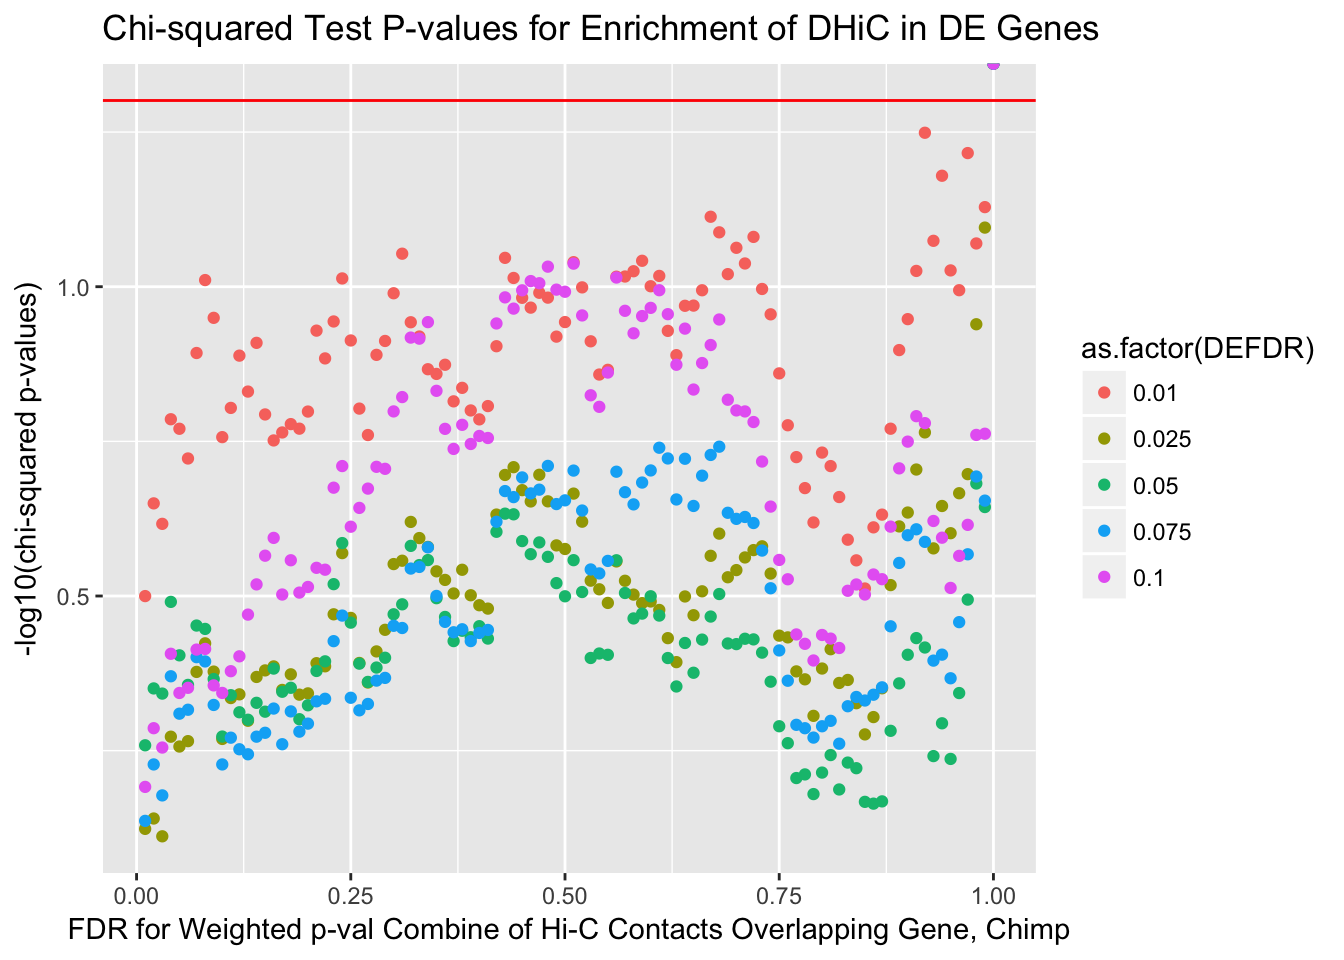 Chi-squared Test P-values for Enrichment of DHiC in DE Genes
-log10(chi-squared p-values)
1.0
0.5
0.00 0.25 0.50 0.75 1.00
FDR for Weighted p-val Combine of Hi-C Contacts Overlapping Gene, Chimp
as.factor(DEFDR)
0.01
0.025
0.05
0.075
0.1